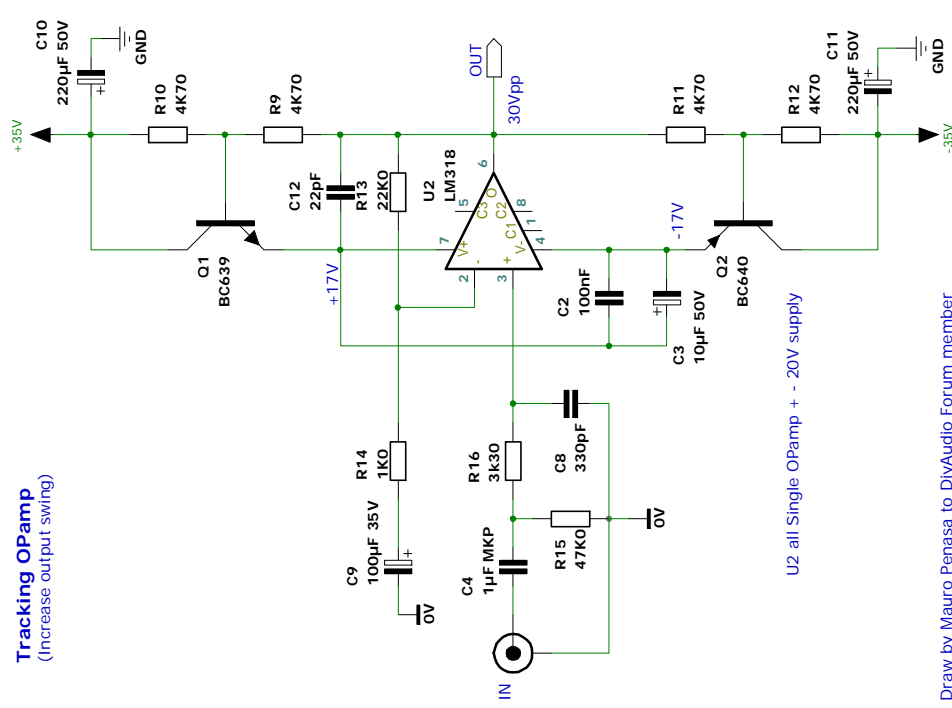 Tracking OPamp
(Increase output swing)
+35V
C10
220µF 50V
GND
R10
4K70
R9
4K70
Q1
BC639
+17V
C12
22pF
R13
22K0
U2
LM318
7
V+
5
C3
O
6
2
-
3
+
C2
8
C1
1
V-
4
OUT
30Vpp
R14
1K0
C9
100µF 35V
+
0V
C4
1µF MKP
R16
3k30
C8
330pF
R15
47K0
0V
IN
C2
100nF
C3
10µF 50V
+
-17V
Q2
BC640
R11
4K70
R12
4K70
C11
220µF 50V
+
GND
-35V
+
U2 all Single OPamp + - 20V supply
Draw by Mauro Penasa to DiyAudio Forum member